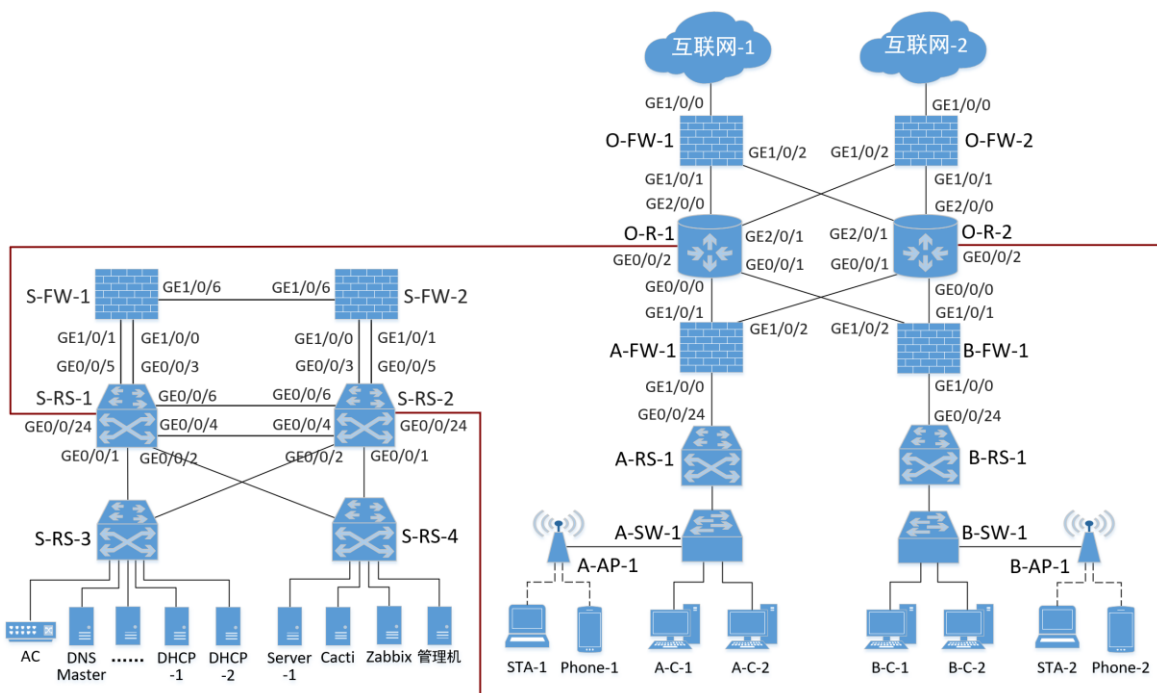 互联网-1
互联网-2
GE1/0/0
GE1/0/0
O-FW-1
GE1/0/2
GE1/0/2
O-FW-2
GE1/0/1
GE1/0/1
GE2/0/0
GE2/0/0
O-R-1
GE2/0/1
GE2/0/1
O-R-2
GE0/0/2
GE0/0/1
GE0/0/1
GE0/0/2
GE0/0/0
GE0/0/0
GE1/0/1
GE1/0/1
A-FW-1
GE1/0/2
GE1/0/2
B-FW-1
GE1/0/0
GE1/0/0
GE0/0/24
GE0/0/24
A-RS-1
B-RS-1
A-SW-1
B-SW-1
A-AP-1
B-AP-1
STA-1
Phone-1
A-C-1
A-C-2
B-C-1
B-C-2
STA-2
Phone-2
S-FW-1
GE1/0/6
GE1/0/6
S-FW-2
GE1/0/1
GE1/0/0
GE1/0/0
GE1/0/1
GE0/0/5
GE0/0/3
GE0/0/3
GE0/0/5
S-RS-1
GE0/0/6
GE0/0/6
S-RS-2
GE0/0/24
GE0/0/4
GE0/0/4
GE0/0/24
GE0/0/1
GE0/0/2
GE0/0/2
GE0/0/1
S-RS-3
S-RS-4
AC
DNS
Master
……
DHCP
-1
DHCP
-2
Server
-1
Cacti
Zabbix
管理机